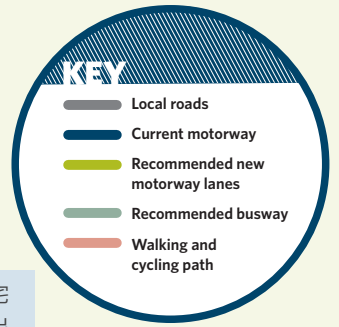 KEY
Local roads
Current motorway
Recommended new
motorway lanes
Recommended busway
Walking and
cycling path